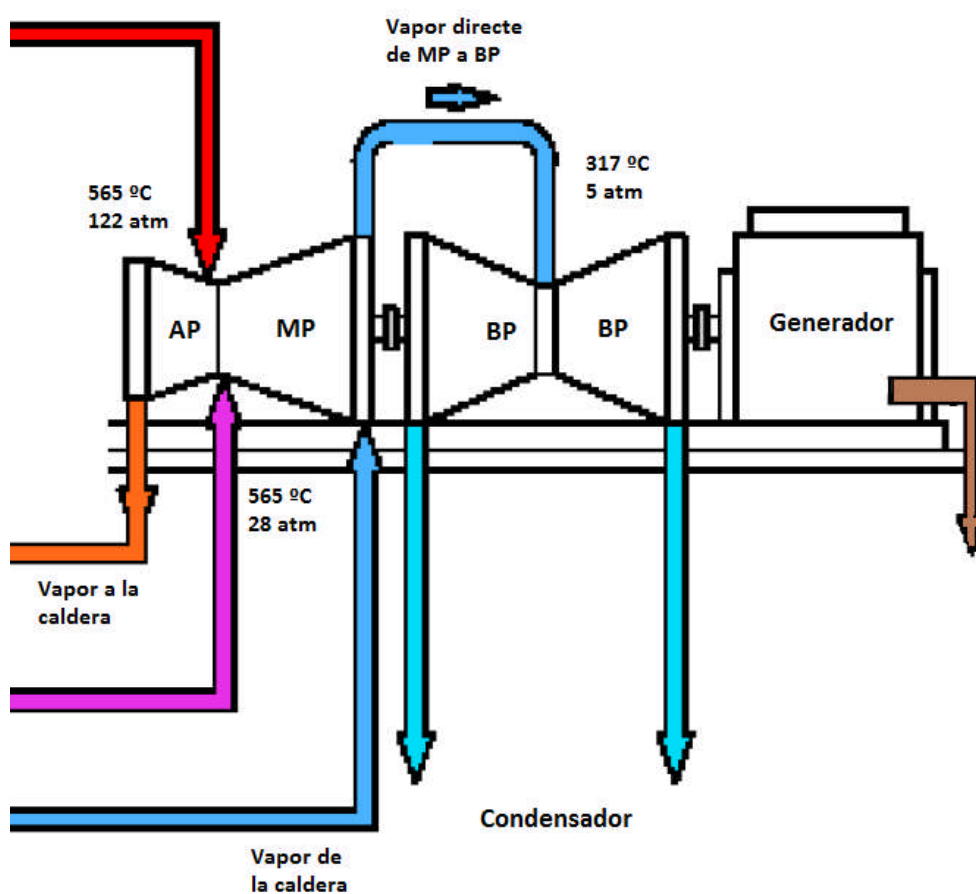 Vapor directe
de MP a BP
565 ºC
122 atm
317 ºC
5 atm
AP
MP
BP
BP
Generador
565 ºC
28 atm
Vapor a la
caldera
Condensador
Vapor de
la caldera